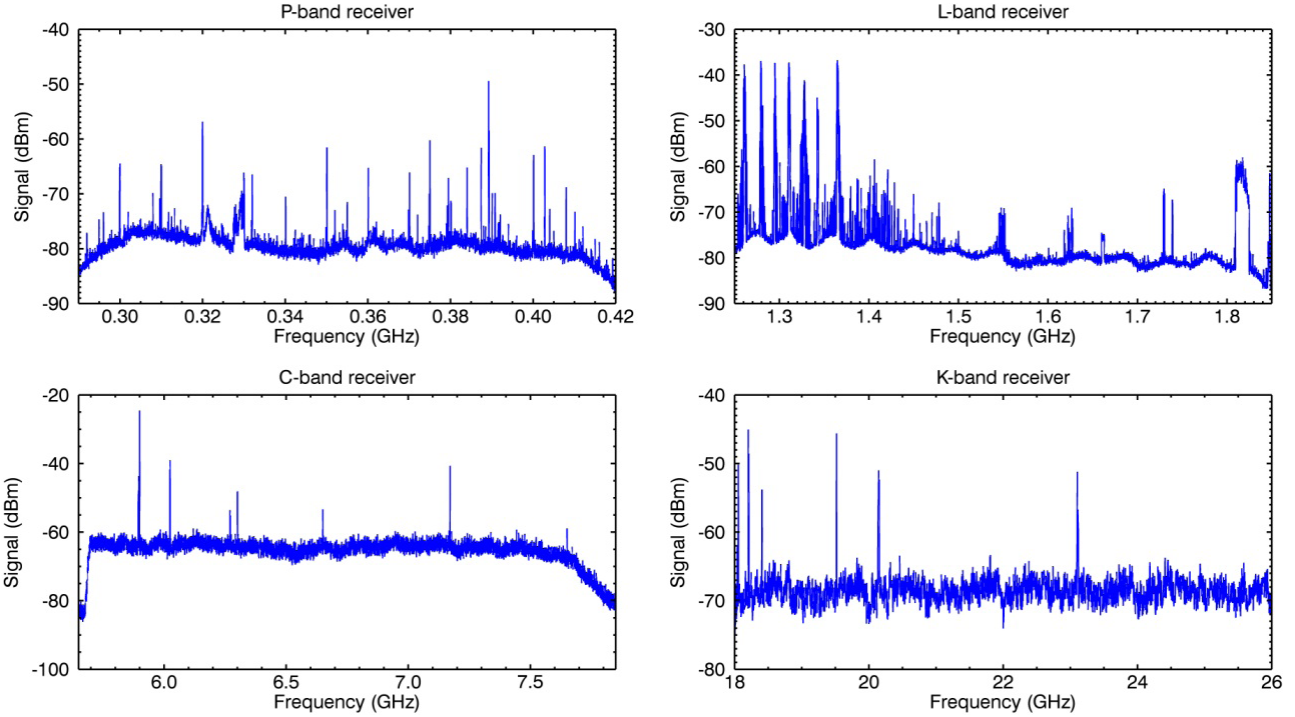 P-band receiver
-40
-50
-60
-70
-80
-90
Signal (dBm)
0.30 0.32 0.34 0.36 0.38 0.40 0.42
Frequency (GHz)
L-band receiver
-30
-40
-50
-60
-70
-80
-90
Signal (dBm)
1.3 1.4 1.5 1.6 1.7 1.8
Frequency (GHz)
C-band receiver
-20
-40
-60
-80
-100
Signal (dBm)
6.0 6.5 7.0 7.5
Frequency (GHz)
K-band receiver
-40
-50
-60
-70
-80
Signal (dBm)
18 20 22 24 26
Frequency (GHz)